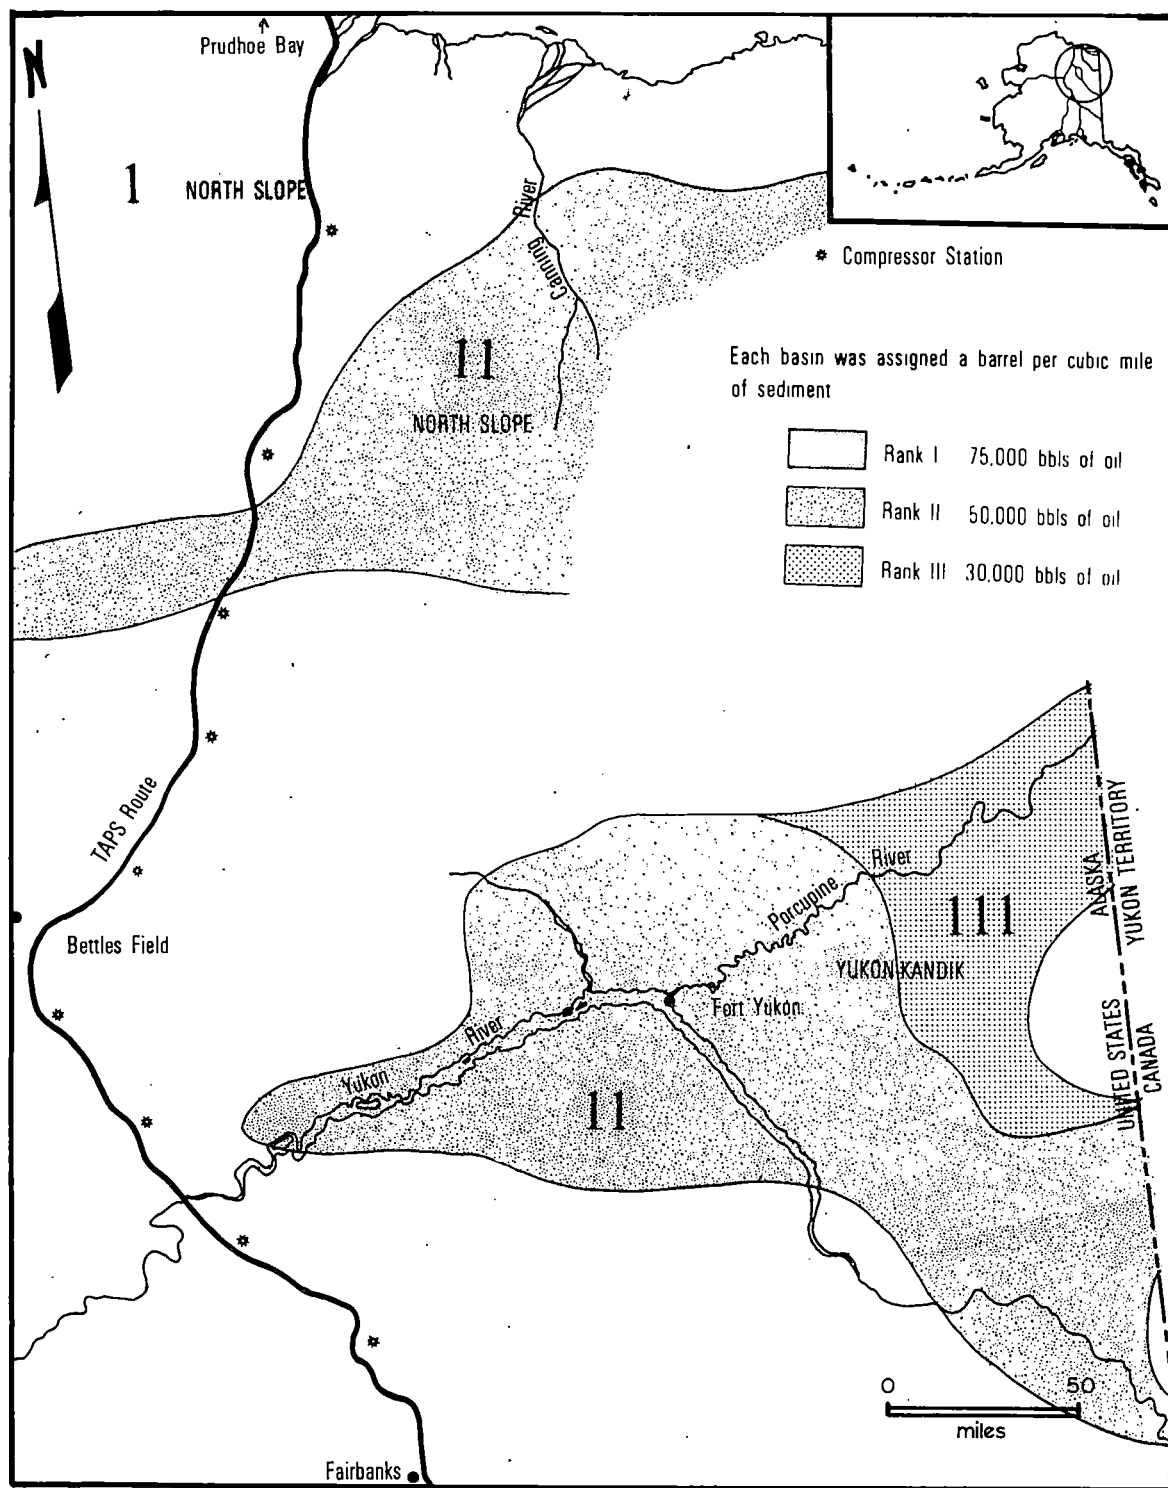 Prudhoe Bay
N
1 NORTH SLOPE
River
Canning
Compressor Station
11
NORTH SLOPE
Each basin was assigned a barrel per cubic mile
of sediment
Rank I 75,000 bbls of oil
Rank II 50,000 bbls of oil
Rank III 30,000 bbls of oil
TAPS Route
Bettles Field
ALASKA
YUKON TERRITORY
River
Porcupine
111
YUKON-KANDIK
Fort Yukon
River
Yukon
11
UNITED STATES
CANADA
0 50
miles
Fairbanks